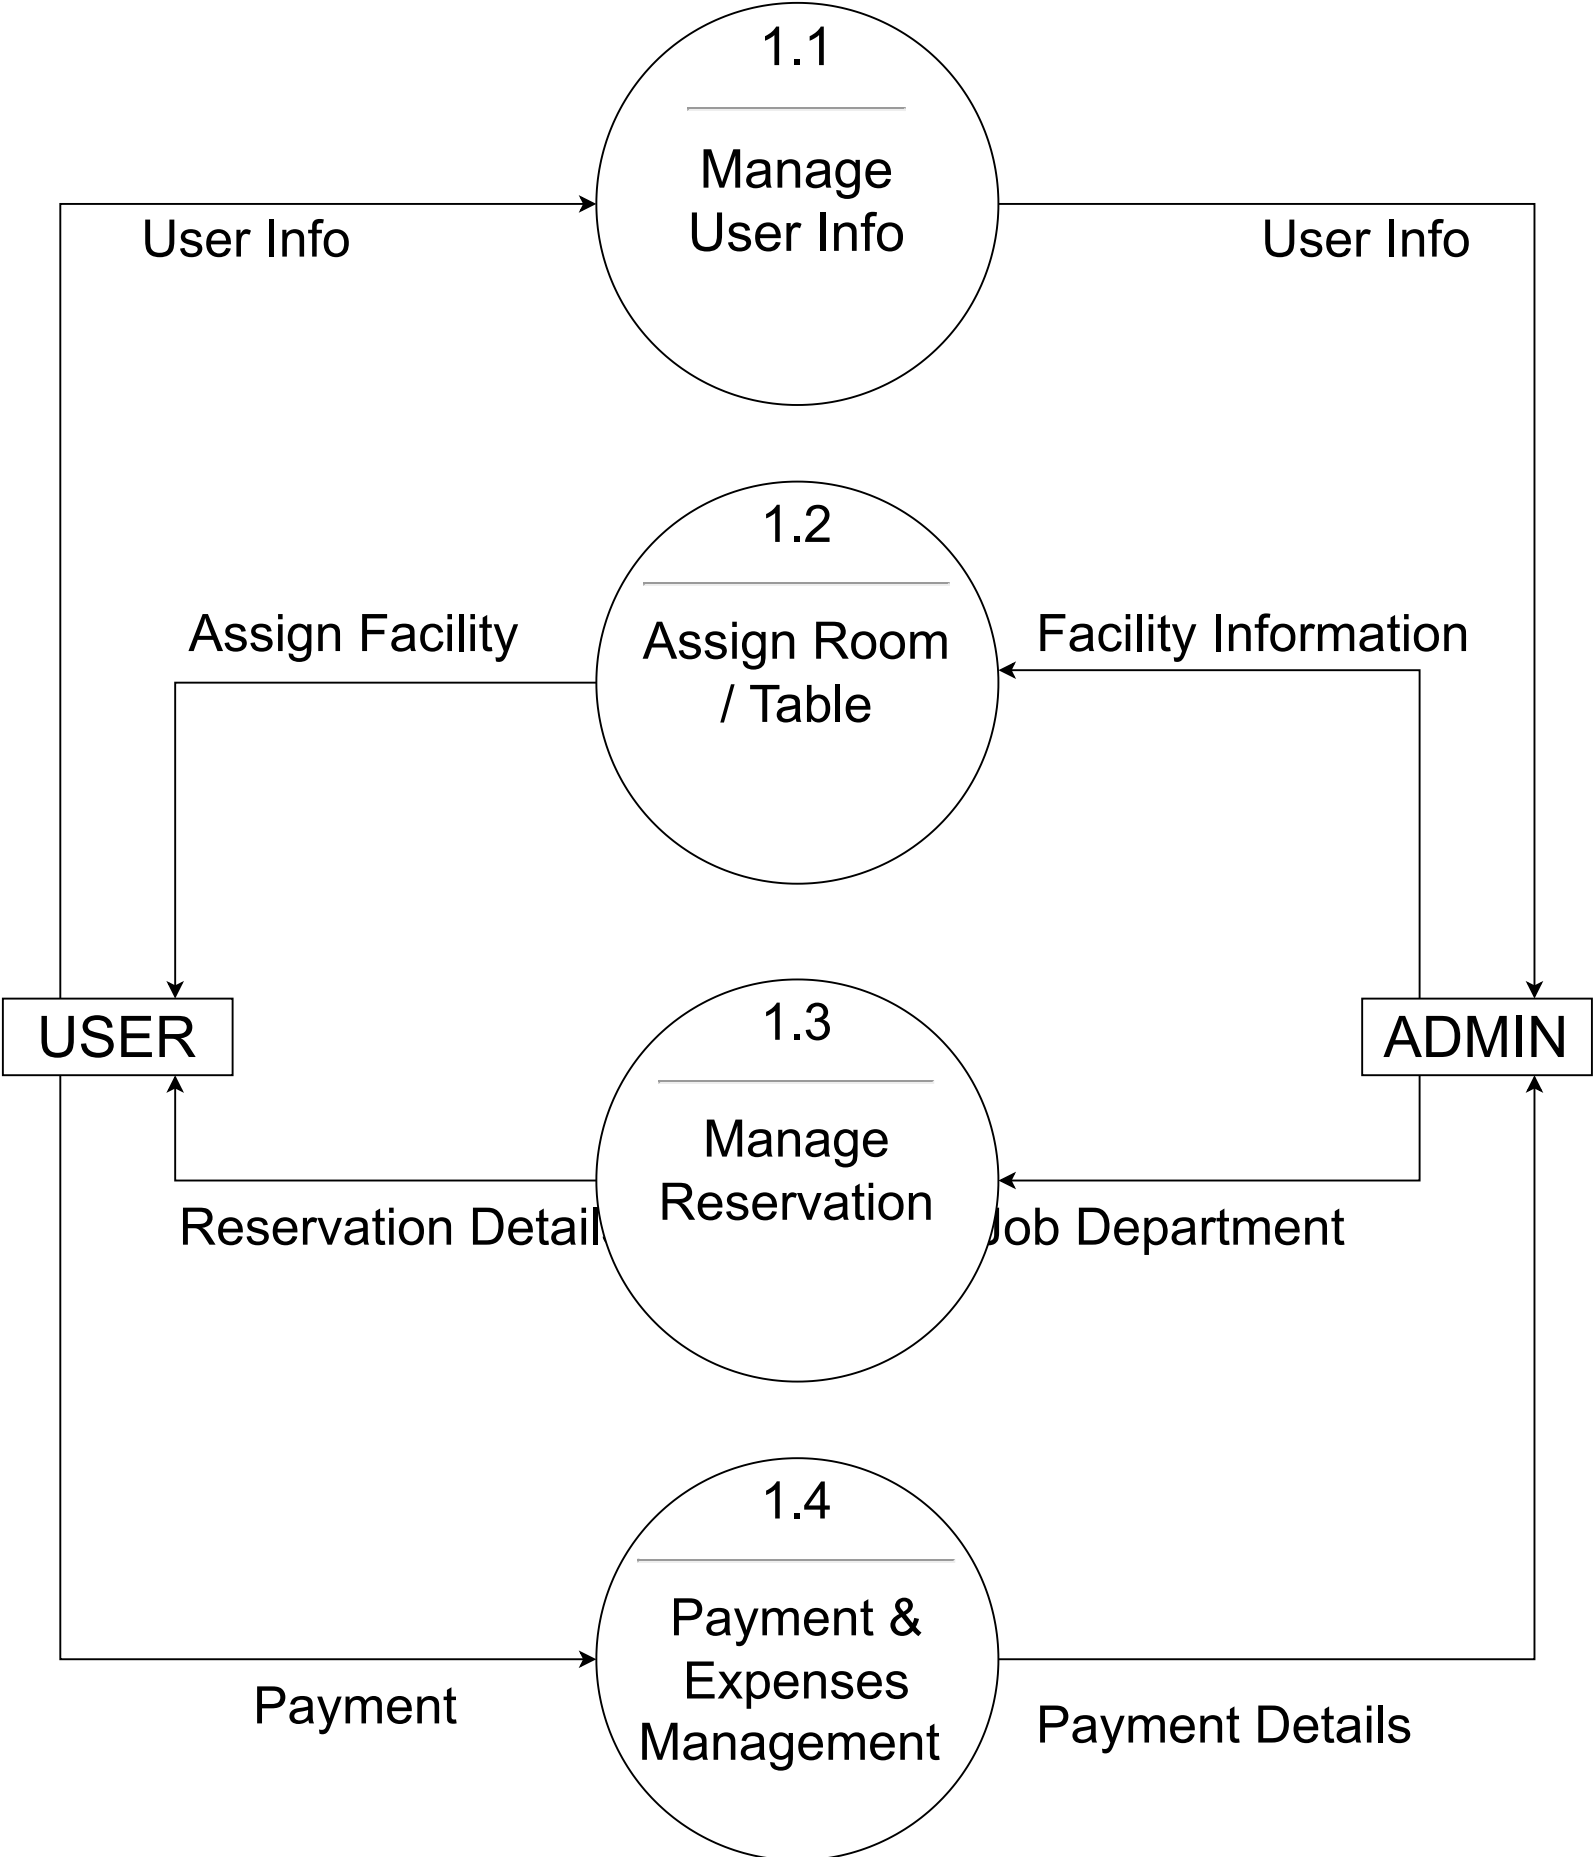 1.1
Manage
User Info
User Info
User Info
1.2
Assign Room
/ Table
Assign Facility
Facility Information
USER
ADMIN
1.3
Manage
Reservation
Reservation Details
Job Department
1.4
Payment &
Expenses
Management
Payment
Payment Details